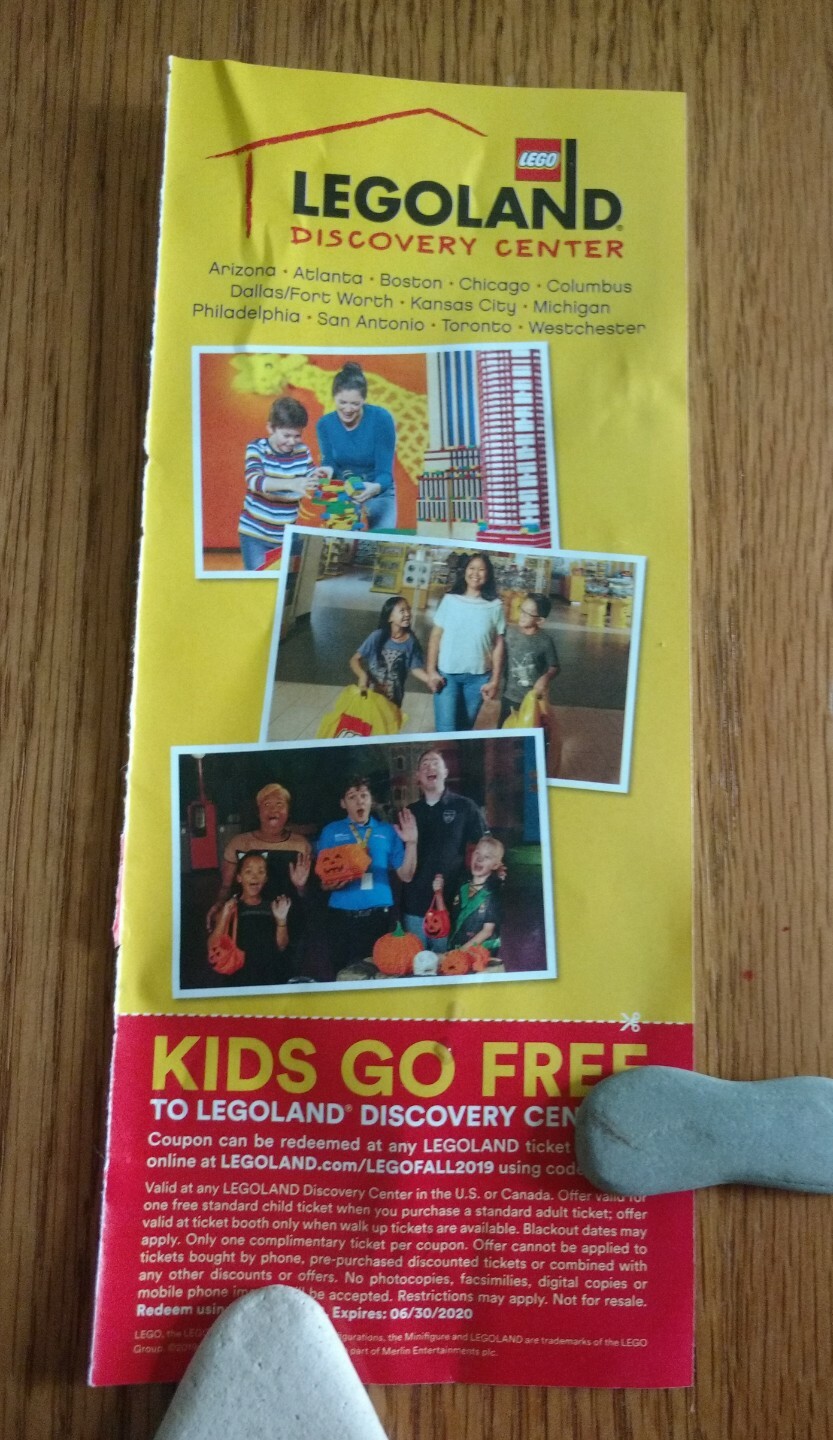 LEGO
LEGOLAND®
DISCOVERY CENTER
Arizona • Atlanta • Boston • Chicago • Columbus
Dallas/Fort Worth • Kansas City • Michigan
Philadelphia • San Antonio • Toronto • Westchester
KIDS GO FREE
TO LEGOLAND® DISCOVERY CEN
Coupon can be redeemed at any LEGOLAND ticket
online at LEGOLAND.com/LEGOFALL2019 using code
Valid at any LEGOLAND Discovery Center in the U.S. or Canada. Offer valid for
one free standard child ticket when you purchase a standard adult ticket; offer
valid at ticket booth only when walk up tickets are available. Blackout dates may
apply. Only one complimentary ticket per coupon. Offer cannot be applied to
tickets bought by phone, pre-purchased discounted tickets or combined with
any other discounts or offers. No photocopies, facsimilies, digital copies or
mobile phone be accepted. Restrictions may apply. Not for resale.
Redeem using Expires: 06/30/2020
LEGO, the LEGO the Minifigure and LEGOLAND are trademarks of the LEGO
Group. part of Merlin Entertainments plc.